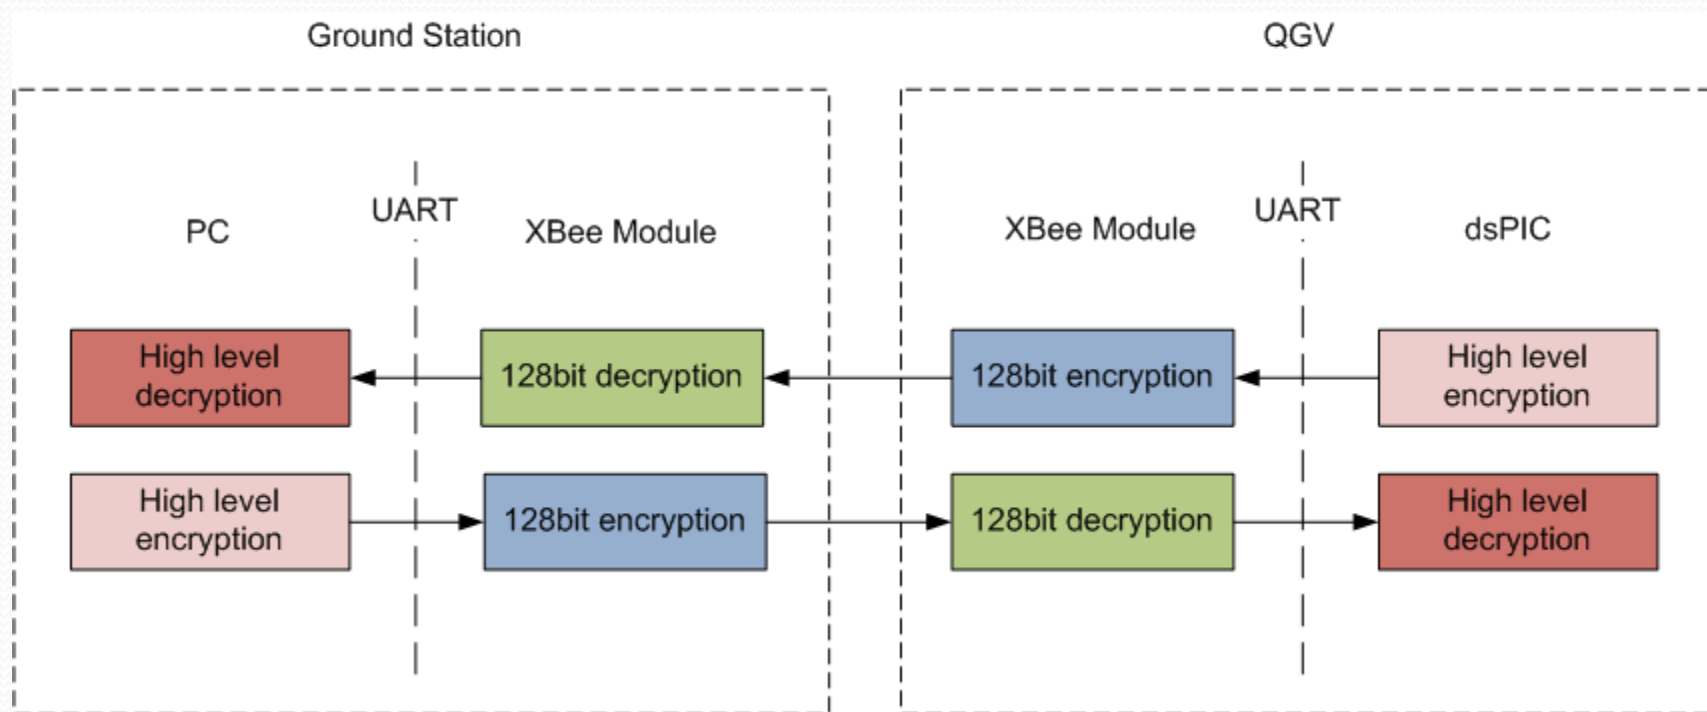 Ground Station
QGV
PC
UART
XBee Module
XBee Module
UART
dsPIC
High level
decryption
128bit decryption
128bit encryption
High level
encryption
High level
encryption
128bit encryption
128bit decryption
High level
decryption